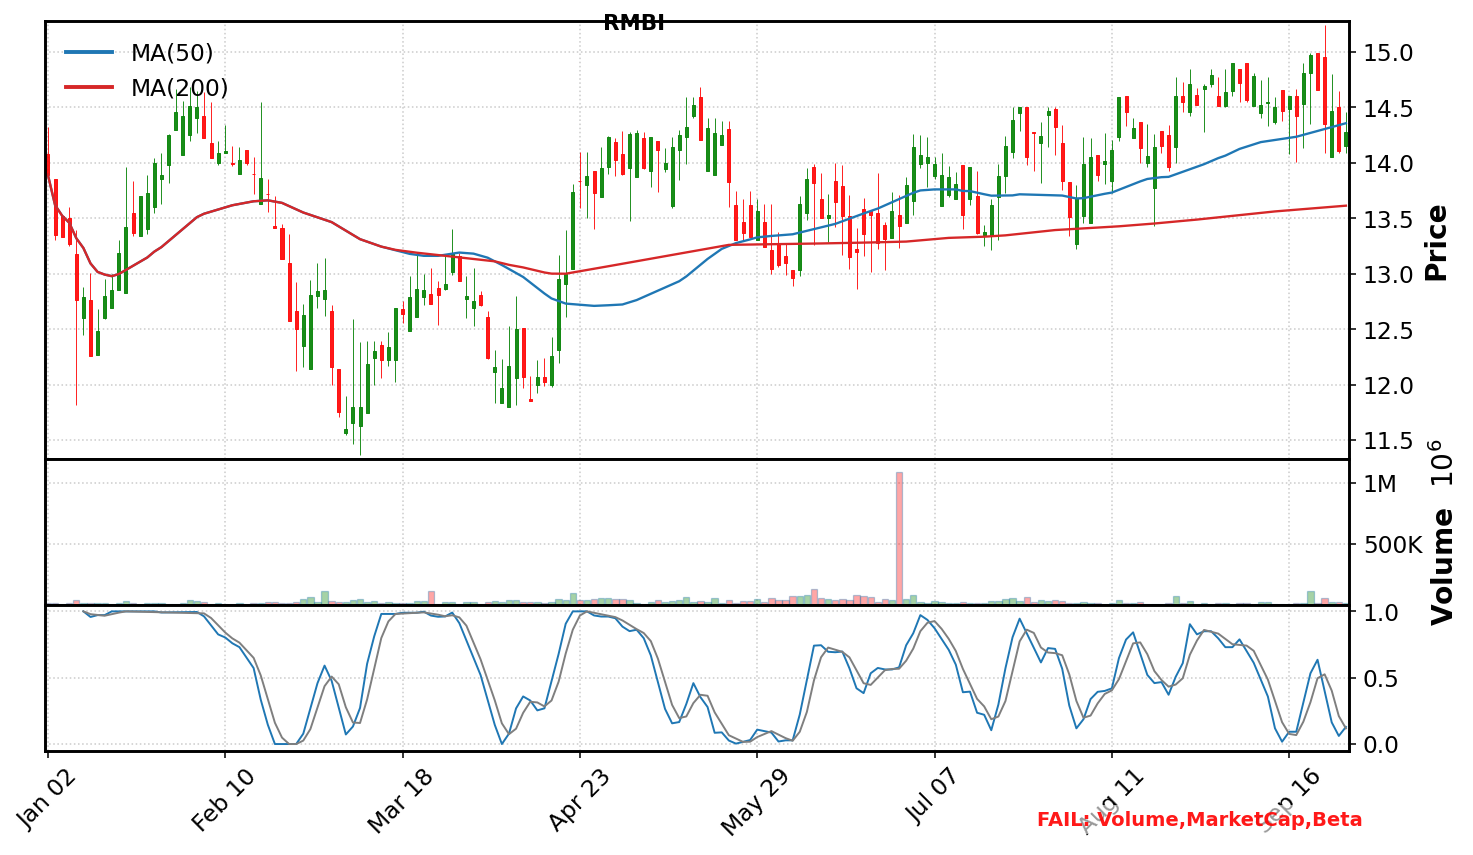 RMBI
MA(50)
MA(200)
15.0
14.5
14.0
13.5
13.0
12.5
12.0
11.5
Price
1M
500K
Volume 10^6
1.0
0.5
0.0
Jan 02
Feb 10
Mar 18
Apr 23
May 29
Jul 07
Aug 11
Sep 16
FAIL: Volume,MarketCap,Beta